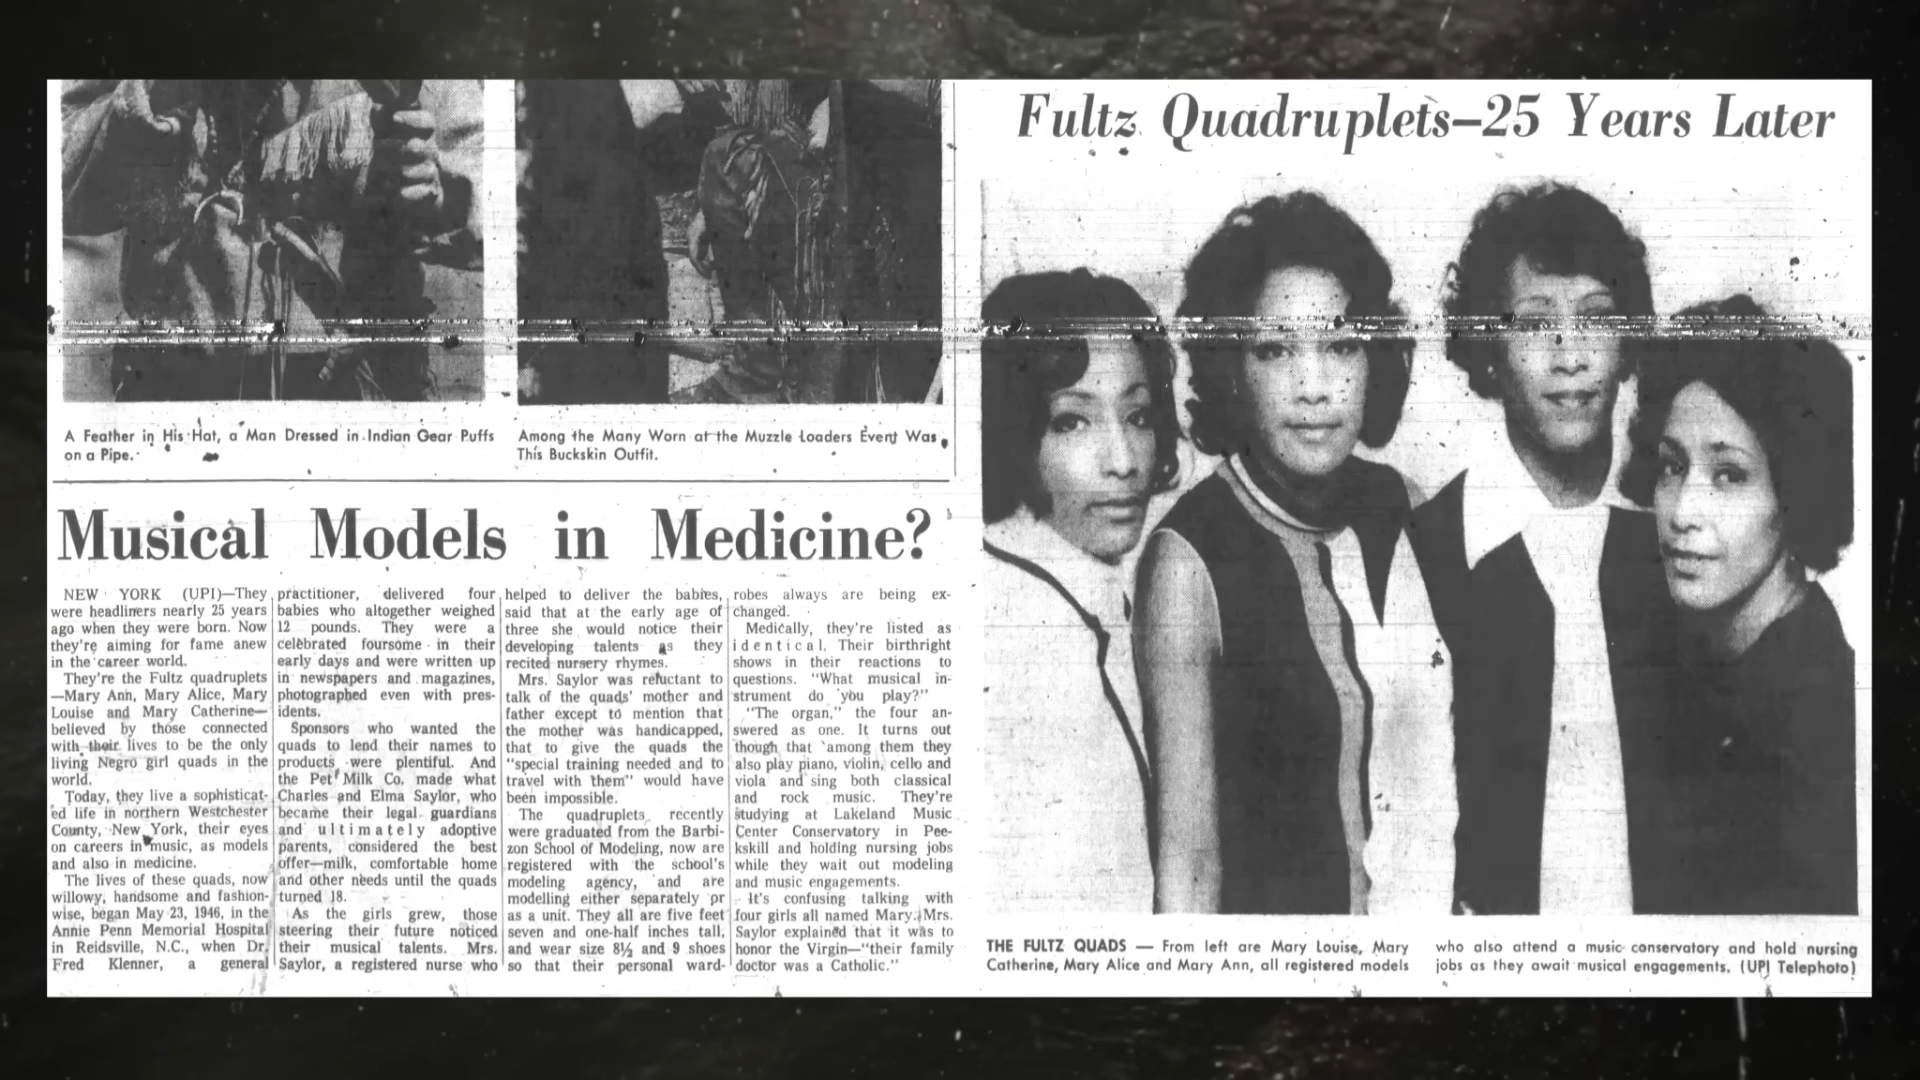 A Feather in His Hat, a Man Dressed in Indian Gear Puffs
on a Pipe.
Among the Many Worn at the Muzzle Loaders Event Was
This Buckskin Outfit.
Musical Models in Medicine?
NEW YORK (UPI)—They
were headliners nearly 25 years
ago when they were born. Now
they're aiming for fame anew
in the career world.
They're the Fultz quadruplets
—Mary Ann, Mary Alice, Mary
Louise and Mary Catherine—
believed by those connected
with their lives to be the only
living Negro girl quads in the
world.
Today, they live a sophisticat-
ed life in northern Westchester
County, New York, their eyes
on careers in music, as models
and also in medicine.
The lives of these quads, now
willowy, handsome and fashion-
wise, began May 23, 1946, in the
Annie Penn Memorial Hospital
in Reidsville, N.C., when Dr.
Fred Klenner, a general
practitioner, delivered four
babies who altogether weighed
12 pounds. They were a
celebrated foursome in their
early days and were written up
in newspapers and magazines,
photographed even with pres-
idents.
Sponsors who wanted the
quads to lend their names to
products were plentiful. And
the Pet Milk Co. made what
Charles and Elma Saylor, who
became their legal guardians
and ultimately adoptive
parents, considered the best
offer—milk, comfortable home
and other needs until the quads
turned 18.
As the girls grew, those
steering their future noticed
their musical talents. Mrs.
Saylor, a registered nurse who
helped to deliver the babies,
said that at the early age of
three she would notice their
developing talents as they
recited nursery rhymes.
Mrs. Saylor was reluctant to
talk of the quads' mother and
father except to mention that
the mother was handicapped,
that to give the quads the
"special training needed and to
travel with them" would have
been impossible.
The quadruplets recently
were graduated from the Barbi-
zon School of Modeling, now are
registered with the school's
modeling agency, and are
modelling either separately or
as a unit. They all are five feet
seven and one-half inches tall,
and wear size 8½ and 9 shoes
so that their personal ward-
robes always are being ex-
changed.
Medically, they're listed as
identical. Their birthright
shows in their reactions to
questions. "What musical in-
strument do you play?"
"The organ," the four an-
swered as one. It turns out
though that among them they
also play piano, violin, cello and
viola and sing both classical
and rock music. They're
studying at Lakeland Music
Center Conservatory in Pee-
kskill and holding nursing jobs
while they wait out modeling
and music engagements.
It's confusing talking with
four girls all named Mary. Mrs.
Saylor explained that it was to
honor the Virgin—"their family
doctor was a Catholic."
Fultz Quadruplets—25 Years Later
THE FULTZ QUADS — From left are Mary Louise, Mary
Catherine, Mary Alice and Mary Ann, all registered models
who also attend a music conservatory and hold nursing
jobs as they await musical engagements. (UPI Telephoto)